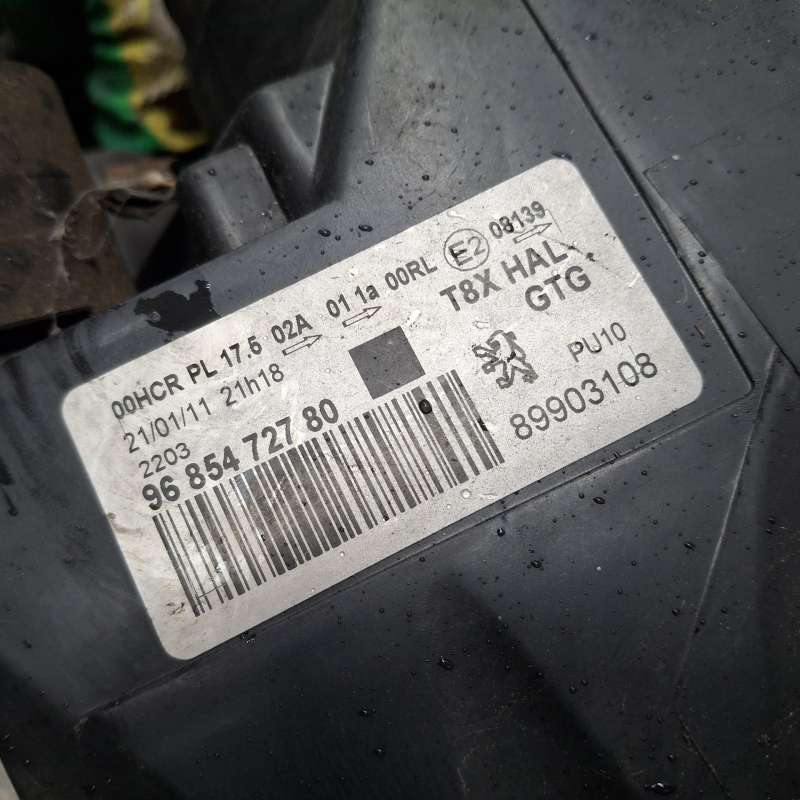 00HCR PL 17.5 02A 01 1a 00RL E2 08139
21/01/11 21h18
T8X HAL
GTG
2203
96 854 727 80
PU10
89903108